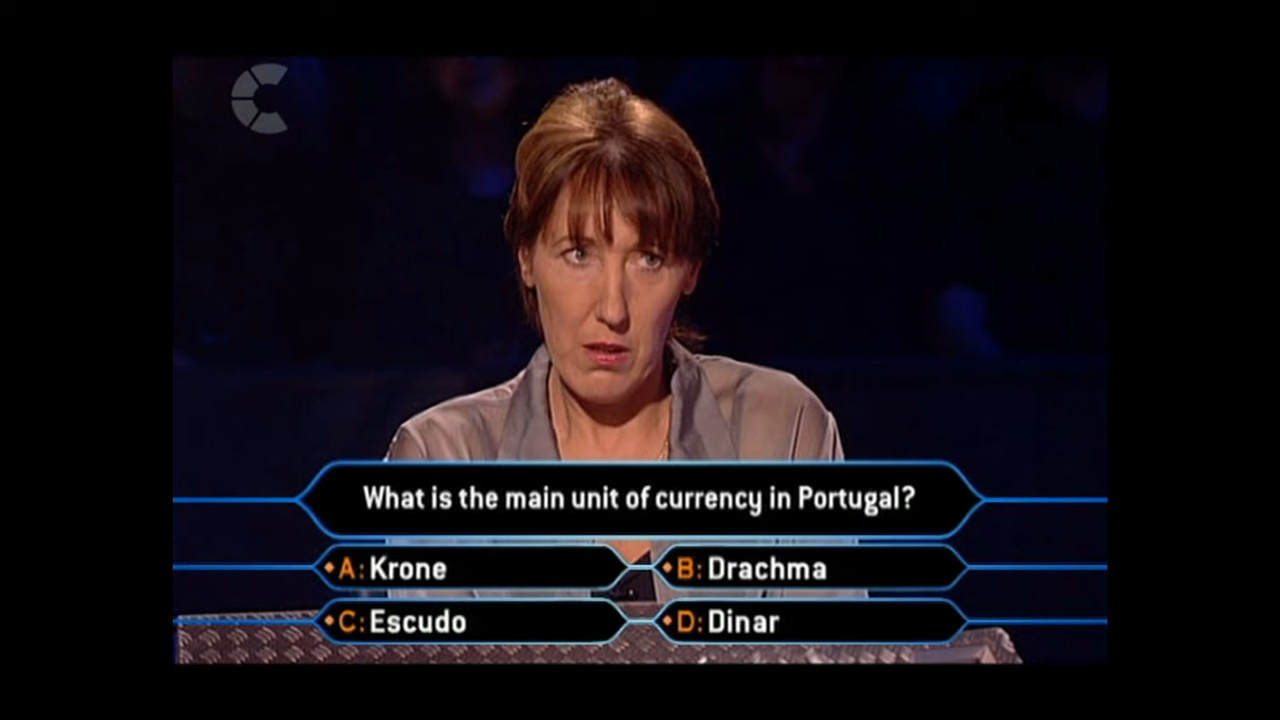 What is the main unit of currency in Portugal?
A: Krone
B: Drachma
C: Escudo
D: Dinar